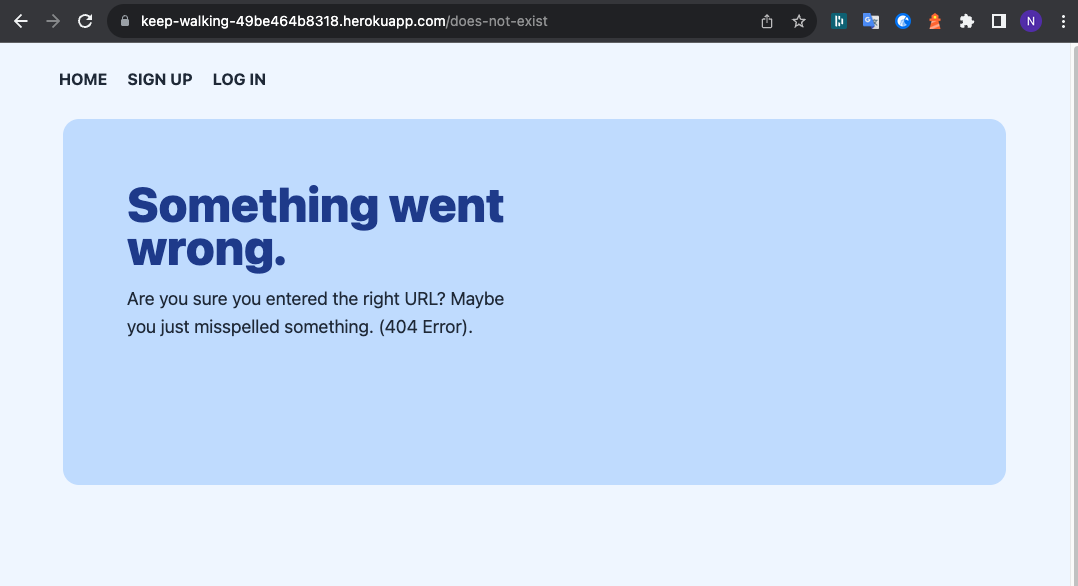 keep-walking-49be464b8318.herokuapp.com/does-not-exist
N
HOME SIGN UP LOG IN
Something went
wrong.
Are you sure you entered the right URL? Maybe
you just misspelled something. (404 Error).